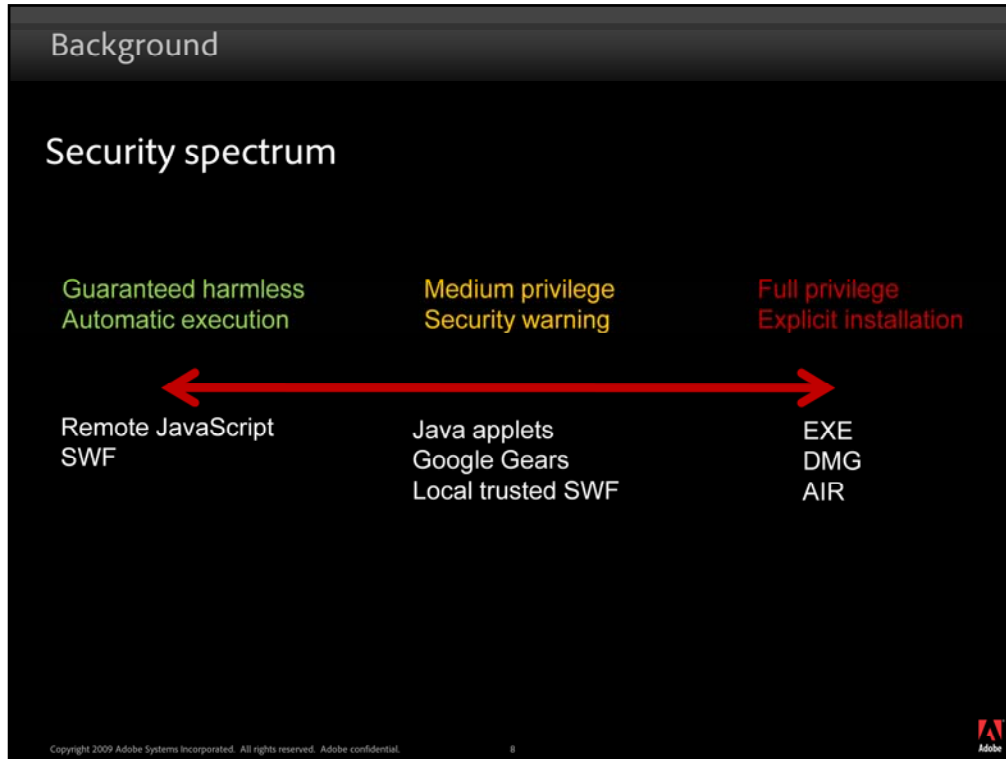 Background
Security spectrum
Guaranteed harmless
Automatic execution
Medium privilege
Security warning
Full privilege
Explicit installation
Remote JavaScript
SWF
Java applets
Google Gears
Local trusted SWF
EXE
DMG
AIR
Copyright 2009 Adobe Systems Incorporated. All rights reserved. Adobe confidential.
8
Adobe